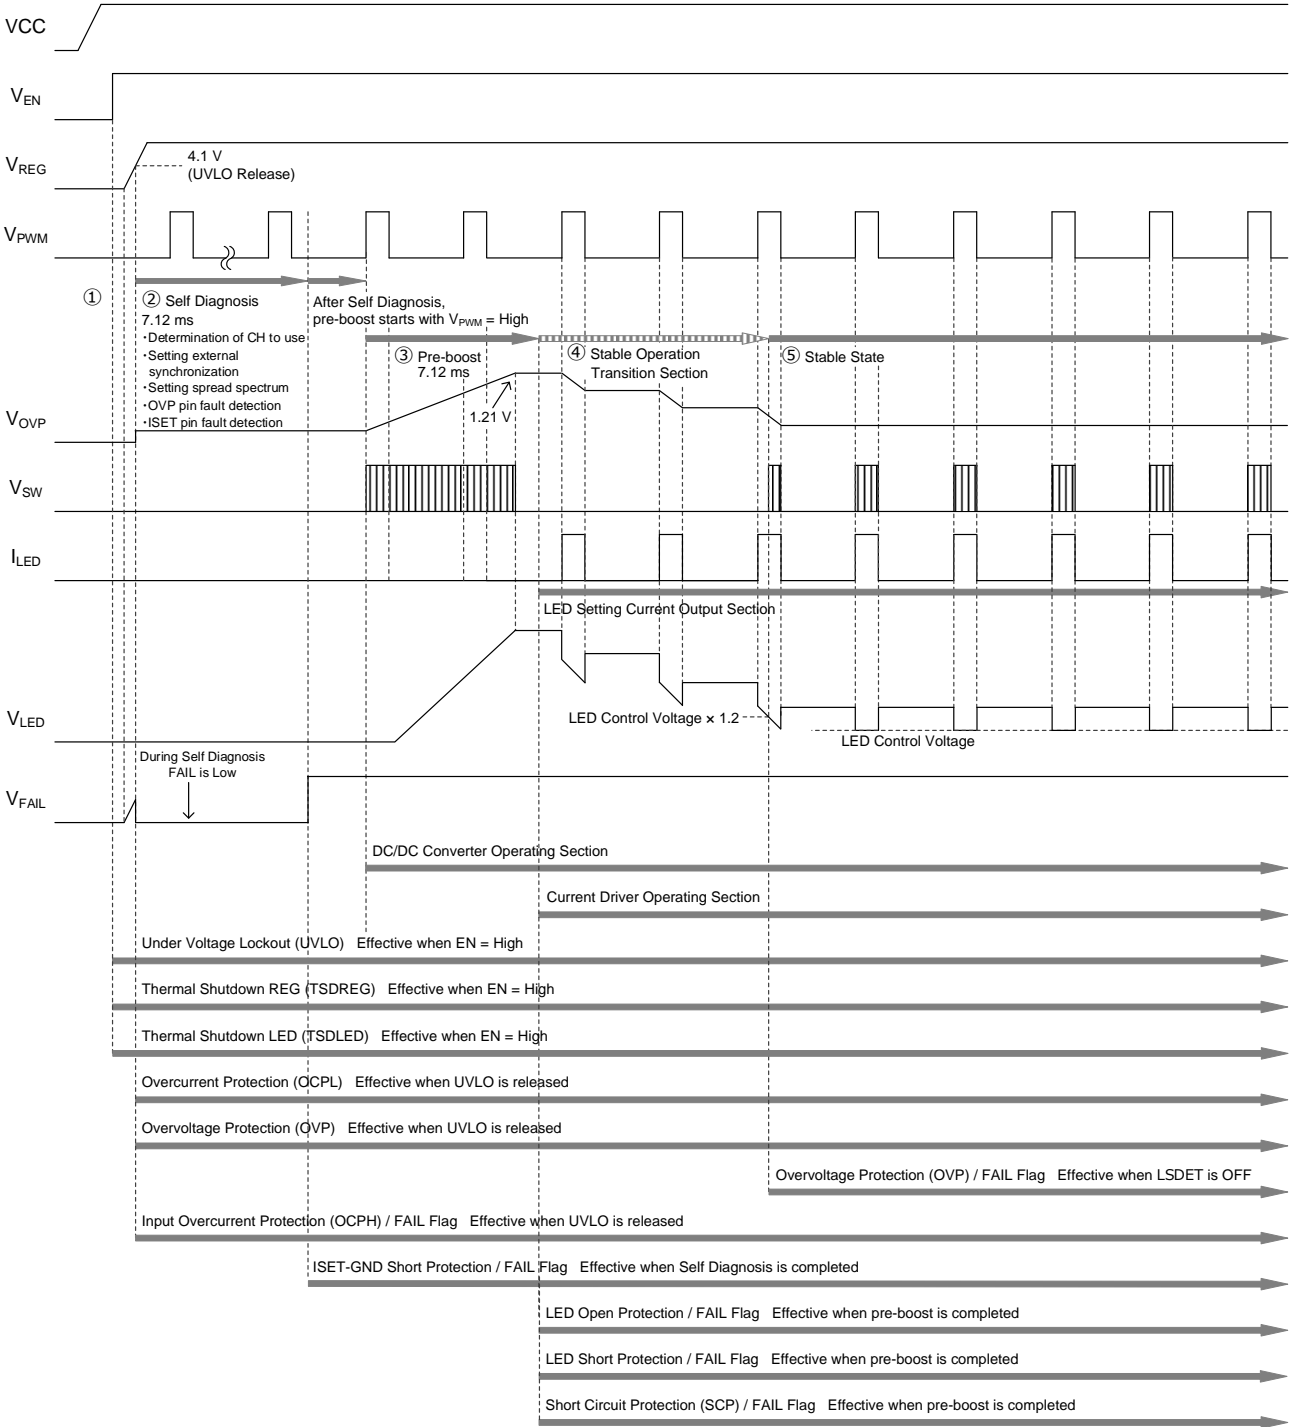 VCC
VEN
VREG
4.1 V
(UVLO Release)
VPWM
①
② Self Diagnosis
7.12 ms
・Determination of CH to use
・Setting external
synchronization
・Setting spread spectrum
・OVP pin fault detection
・ISET pin fault detection
After Self Diagnosis,
pre-boost starts with VPWM = High
③ Pre-boost
7.12 ms
④ Stable Operation
Transition Section
⑤ Stable State
VOVP
1.21 V
VSW
ILED
LED Setting Current Output Section
VLED
LED Control Voltage × 1.2
LED Control Voltage
During Self Diagnosis
FAIL is Low
VFAIL
DC/DC Converter Operating Section
Current Driver Operating Section
Under Voltage Lockout (UVLO) Effective when EN = High
Thermal Shutdown REG (TSDREG) Effective when EN = High
Thermal Shutdown LED (TSDLED) Effective when EN = High
Overcurrent Protection (OCPL) Effective when UVLO is released
Overvoltage Protection (OVP) Effective when UVLO is released
Overvoltage Protection (OVP) / FAIL Flag Effective when LSDET is OFF
Input Overcurrent Protection (OCPH) / FAIL Flag Effective when UVLO is released
ISET-GND Short Protection / FAIL Flag Effective when Self Diagnosis is completed
LED Open Protection / FAIL Flag Effective when pre-boost is completed
LED Short Protection / FAIL Flag Effective when pre-boost is completed
Short Circuit Protection (SCP) / FAIL Flag Effective when pre-boost is completed